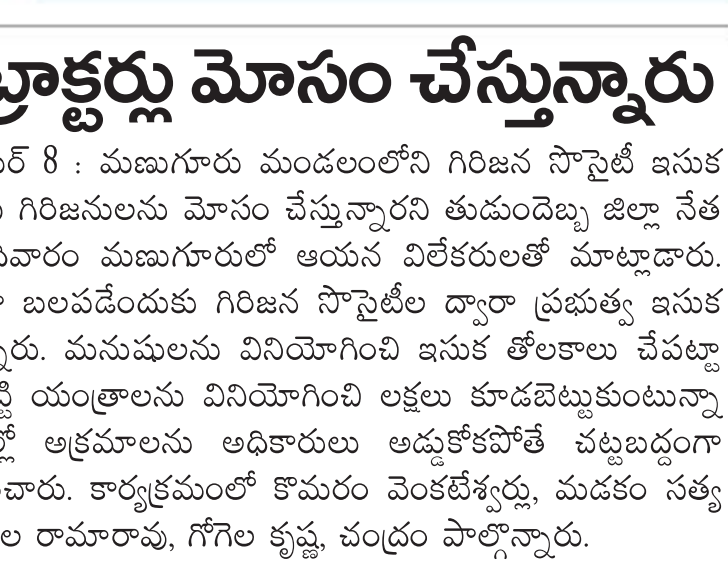 క్టర్లు మోసం చేస్తున్నారు
8 : మణుగూరు మండలంలోని గిరిజన సొసైటీ ఇసుక
గిరిజనులను మోసం చేస్తున్నారని తుడుందెబ్బ జిల్లా నేత
మణుగూరులో ఆయన విలేకరులతో మాట్లాడారు.
బలపడేందుకు గిరిజన సొసైటీల ద్వారా ప్రభుత్వ ఇసుక
మనుషులను వినియోగించి ఇసుక తోలకాలు చేపట్టా
యంత్రాలను వినియోగించి లక్షలు కూడబెట్టుకుంటున్నా
అక్రమాలను అధికారులు అడ్డుకోకపోతే చట్టబద్దంగా
కార్యక్రమంలో కొమరం వెంకటేశ్వర్లు, మడకం సత్య
ల రామారావు, గోగెల కృష్ణ, చంద్రం పాల్గొన్నారు.